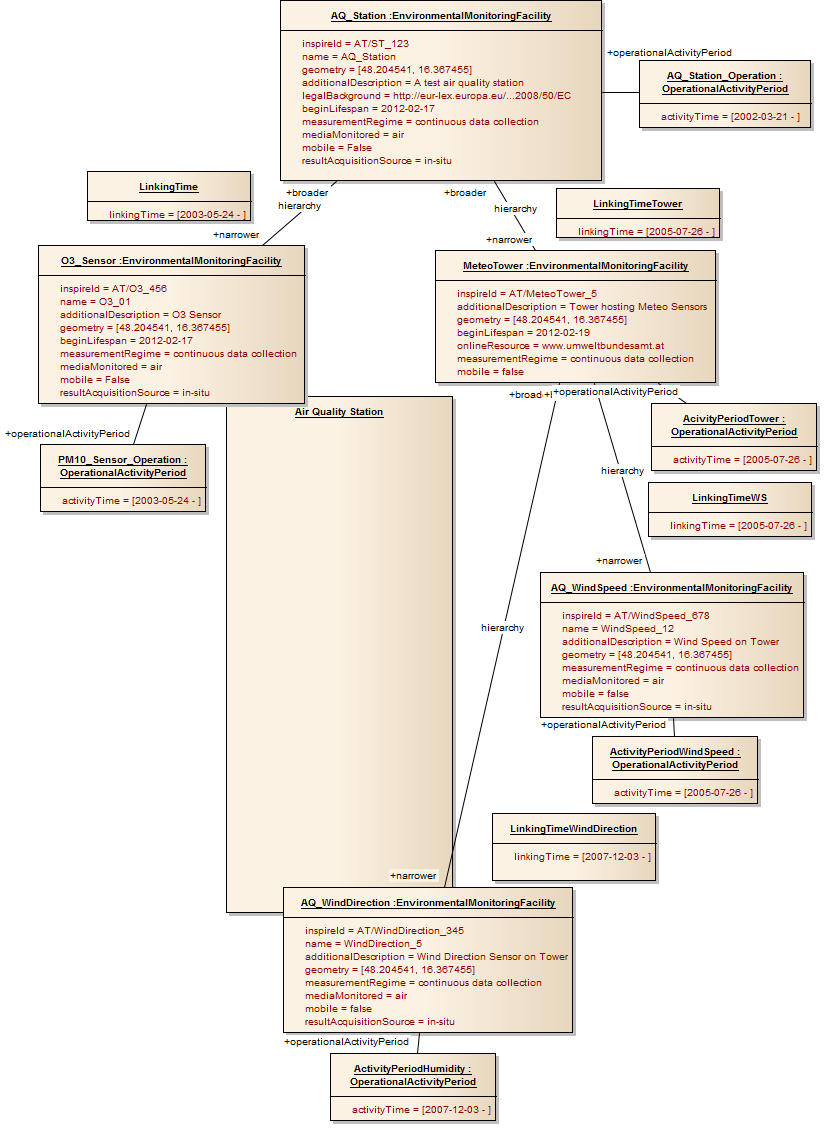 AQ_Station :EnvironmentalMonitoringFacility
inspireId = AT/ST_123
name = AQ_Station
geometry = [48.204541, 16.367455]
additionalDescription = A test air quality station
legalBackground = http://eur-lex.europa.eu/...2008/50/EC
beginLifespan = 2012-02-17
measurementRegime = continuous data collection
mediaMonitored = air
mobile = False
resultAcquisitionSource = in-situ
+operationalActivityPeriod
AQ_Station_Operation :
OperationalActivityPeriod
activityTime = [2002-03-21 - ]
+broader
hierarchy
+narrower
+broader
hierarchy
+narrower
LinkingTime
linkingTime = [2003-05-24 - ]
LinkingTimeTower
linkingTime = [2005-07-26 - ]
O3_Sensor :EnvironmentalMonitoringFacility
inspireId = AT/O3_456
name = O3_01
additionalDescription = O3 Sensor
geometry = [48.204541, 16.367455]
beginLifespan = 2012-02-17
measurementRegime = continuous data collection
mediaMonitored = air
mobile = False
resultAcquisitionSource = in-situ
MeteoTower :EnvironmentalMonitoringFacility
inspireId = AT/MeteoTower_5
additionalDescription = Tower hosting Meteo Sensors
geometry = [48.204541, 16.367455]
beginLifespan = 2012-02-19
onlineResource = www.umweltbundesamt.at
measurementRegime = continuous data collection
mobile = false
+operationalActivityPeriod
PM10_Sensor_Operation :
OperationalActivityPeriod
activityTime = [2003-05-24 - ]
Air Quality Station
+operationalActivityPeriod
AcivityPeriodTower :
OperationalActivityPeriod
activityTime = [2005-07-26 - ]
hierarchy
+narrower
LinkingTimeWS
linkingTime = [2005-07-26 - ]
AQ_WindSpeed :EnvironmentalMonitoringFacility
inspireId = AT/WindSpeed_678
name = WindSpeed_12
additionalDescription = Wind Speed on Tower
geometry = [48.204541, 16.367455]
measurementRegime = continuous data collection
mediaMonitored = air
mobile = false
resultAcquisitionSource = in-situ
hierarchy
+operationalActivityPeriod
ActivityPeriodWindSpeed :
OperationalActivityPeriod
activityTime = [2005-07-26 - ]
LinkingTimeWindDirection
linkingTime = [2007-12-03 - ]
+narrower
AQ_WindDirection :EnvironmentalMonitoringFacility
inspireId = AT/WindDirection_345
name = WindDirection_5
additionalDescription = Wind Direction Sensor on Tower
geometry = [48.204541, 16.367455]
measurementRegime = continuous data collection
mediaMonitored = air
mobile = false
resultAcquisitionSource = in-situ
+operationalActivityPeriod
ActivityPeriodHumidity :
OperationalActivityPeriod
activityTime = [2007-12-03 - ]